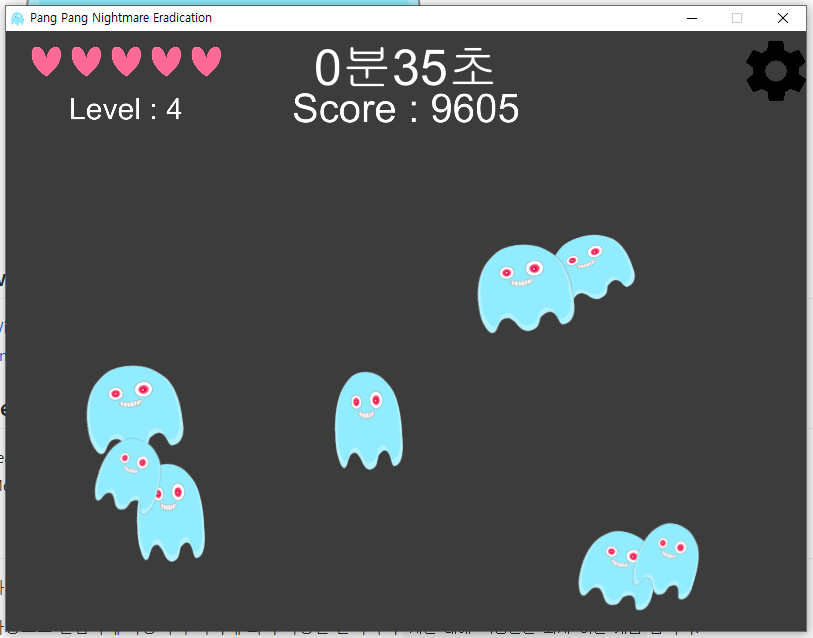 Pang Pang Nightmare Eradication
0분35초
Level : 4
Score : 9605